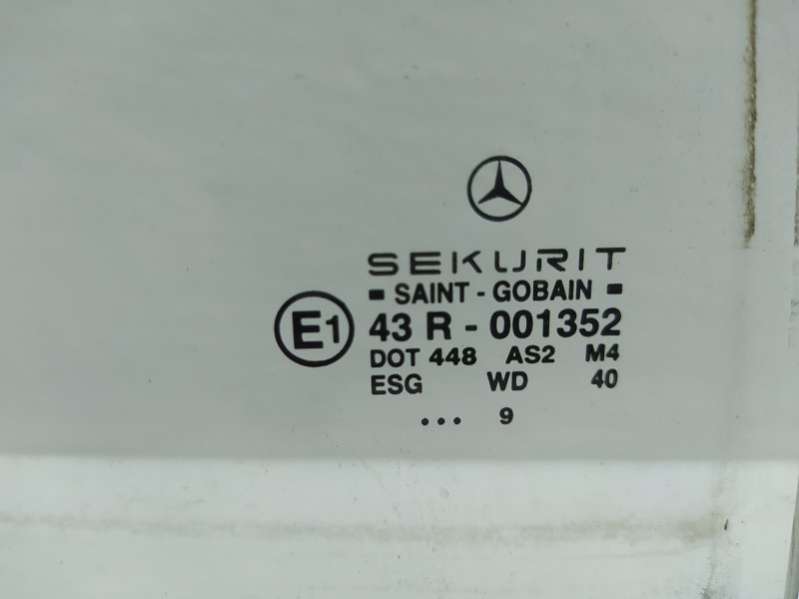 SEKURIT
SAINT - GOBAIN
E1 43 R - 001352
DOT 448 AS2 M4
ESG WD 40
... 9